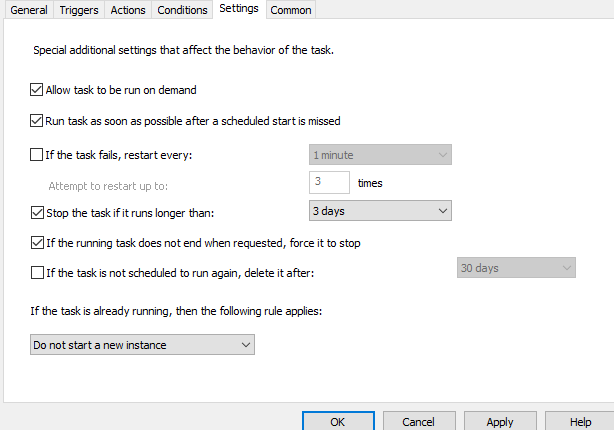 General Triggers Actions Conditions Settings Common
Special additional settings that affect the behavior of the task.
Allow task to be run on demand
Run task as soon as possible after a scheduled start is missed
If the task fails, restart every: 1 minute
Attempt to restart up to: 3 times
Stop the task if it runs longer than: 3 days
If the running task does not end when requested, force it to stop
If the task is not scheduled to run again, delete it after: 30 days
If the task is already running, then the following rule applies:
Do not start a new instance
OK Cancel Apply Help